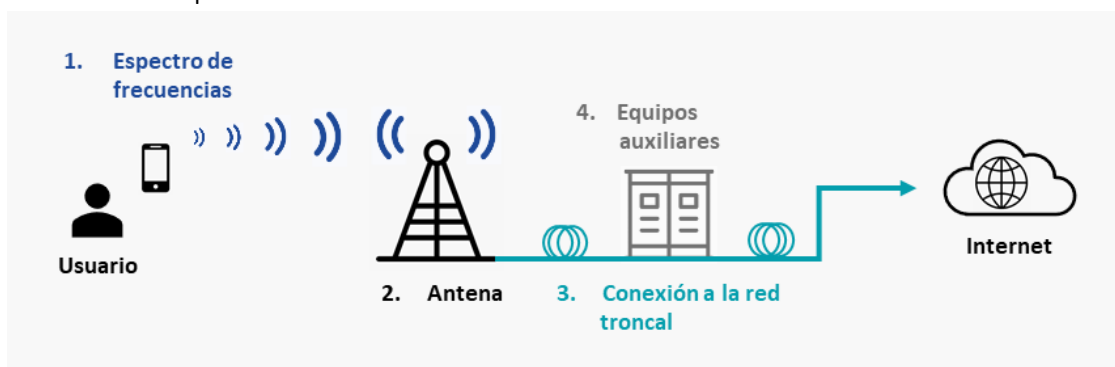 1. Espectro de
frecuencias
4. Equipos
auxiliares
Usuario
Internet
2. Antena
3. Conexión a la red
troncal